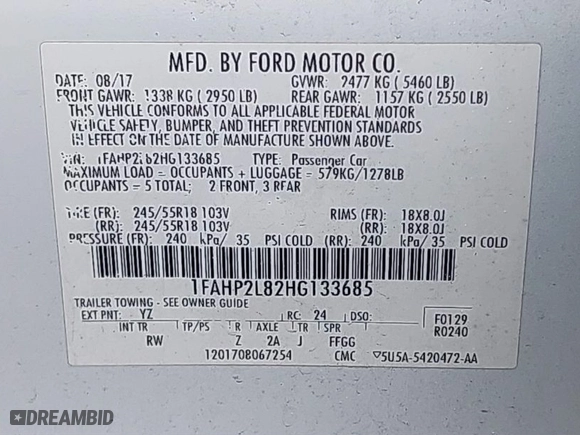 MFD. BY FORD MOTOR CO.
DATE: 08/17 GVWR: 2477 KG ( 5460 LB)
FRONT GAWR: 1338 KG ( 2950 LB) REAR GAWR: 1157 KG ( 2550 LB)
THIS VEHICLE CONFORMS TO ALL APPLICABLE FEDERAL MOTOR
VEHICLE SAFETY, BUMPER, AND THEFT PREVENTION STANDARDS
IN EFFECT ON THE DATE OF MANUFACTURE SHOWN ABOVE.
VIN: 1FAHP2L82HG133685 TYPE: Passenger Car
MAXIMUM LOAD = OCCUPANTS + LUGGAGE = 579KG/1278LB
OCCUPANTS = 5 TOTAL; 2 FRONT, 3 REAR
TIRE (FR): 245/55R18 103V RIMS (FR): 18X8.0J
(RR): 245/55R18 103V (RR): 18X8.0J
PRESSURE (FR): 240 kPa/ 35 PSI COLD (RR): 240 kPa/ 35 PSI COLD
1FAHP2L82HG133685
TRAILER TOWING - SEE OWNER GUIDE
EXT PNT: YZ RC: 24 DSO: F0129
INT TR TP/PS R AXLE TR SPR R0240
RW Z 2A J FFGG
1201708067254 CMC 5U5A-5420472-AA
DREAMBID